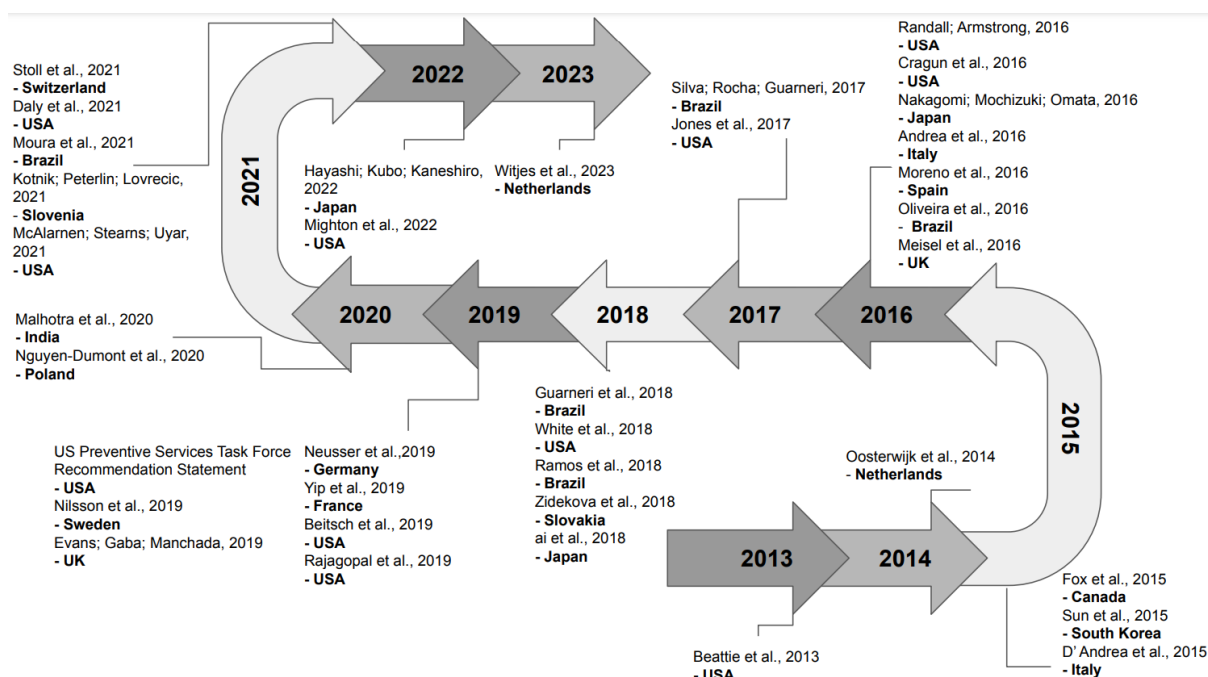 Stoll et al., 2021
- Switzerland
Daly et al., 2021
- USA
Moura et al., 2021
- Brazil
Kotnik; Peterlin; Lovrecic,
2021
- Slovenia
McAlarnen; Stearns; Uyar,
2021
- USA
2021
2022
2023
Hayashi; Kubo; Kaneshiro,
2022
- Japan
Mighton et al., 2022
- USA
Witjes et al., 2023
- Netherlands
Silva; Rocha; Guarneri, 2017
- Brazil
Jones et al., 2017
- USA
Randall; Armstrong, 2016
- USA
Cragun et al., 2016
- USA
Nakagomi; Mochizuki; Omata, 2016
- Japan
Andrea et al., 2016
- Italy
Moreno et al., 2016
- Spain
Oliveira et al., 2016
- Brazil
Meisel et al., 2016
- UK
2020
2019
2018
2017
2016
2015
Malhotra et al., 2020
- India
Nguyen-Dumont et al., 2020
- Poland
US Preventive Services Task Force
Recommendation Statement
- USA
Nilsson et al., 2019
- Sweden
Evans; Gaba; Manchada, 2019
- UK
Neusser et al.,2019
- Germany
Yip et al., 2019
- France
Beitsch et al., 2019
- USA
Rajagopal et al., 2019
- USA
Guarneri et al., 2018
- Brazil
White et al., 2018
- USA
Ramos et al., 2018
- Brazil
Zidekova et al., 2018
- Slovakia
ai et al., 2018
- Japan
Oosterwijk et al., 2014
- Netherlands
2013
2014
Beattie et al., 2013
- USA
Fox et al., 2015
- Canada
Sun et al., 2015
- South Korea
D' Andrea et al., 2015
- Italy